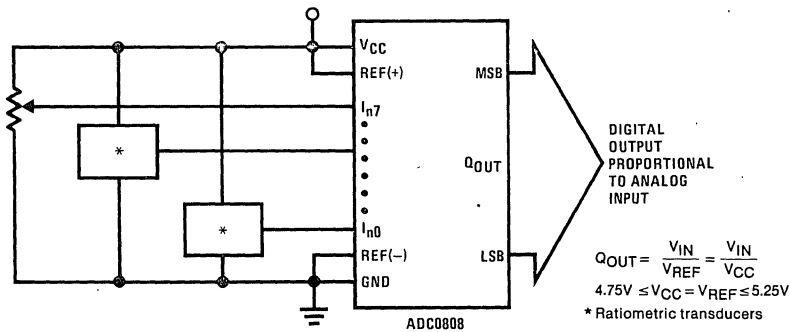 VCC
REF(+)
In7
In0
REF(−)
GND
MSB
QOUT
LSB
ADC0808
*
*
DIGITAL
OUTPUT
PROPORTIONAL
TO ANALOG
INPUT
QOUT = VIN/VREF = VIN/VCC
4.75V ≤ VCC = VREF ≤ 5.25V
* Ratiometric transducers